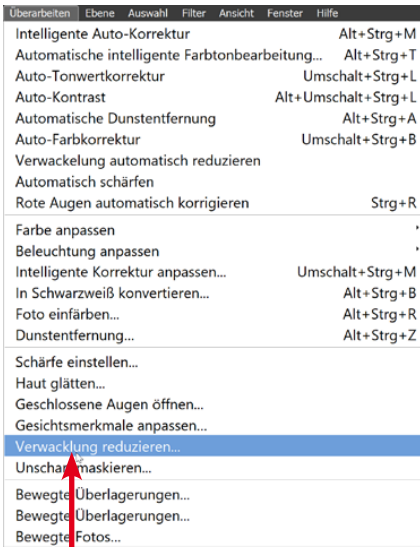 Überarbeiten Ebene Auswahl Filter Ansicht Fenster Hilfe
Intelligente Auto-Korrektur Alt+Strg+M
Automatische intelligente Farbtonbearbeitung... Alt+Strg+T
Auto-Tonwertkorrektur Umschalt+Strg+L
Auto-Kontrast Alt+Umschalt+Strg+L
Automatische Dunstentfernung Alt+Strg+A
Auto-Farbkorrektur Umschalt+Strg+B
Verwackelung automatisch reduzieren
Automatisch schärfen
Rote Augen automatisch korrigieren Strg+R
Farbe anpassen
Beleuchtung anpassen
Intelligente Korrektur anpassen... Umschalt+Strg+M
In Schwarzweiß konvertieren... Alt+Strg+B
Foto einfärben... Alt+Strg+R
Dunstentfernung... Alt+Strg+Z
Schärfe einstellen...
Haut glätten...
Geschlossene Augen öffnen...
Gesichtsmerkmale anpassen...
Verwacklung reduzieren...
Unscharf maskieren...
Bewegte Überlagerungen...
Bewegte Überlagerungen...
Bewegte Fotos...